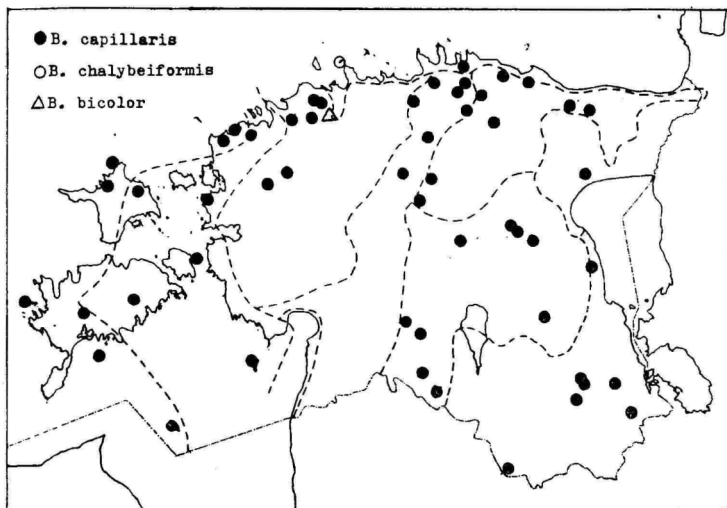 ● B. capillaris
○ B. chalybeiformis
△ B. bicolor